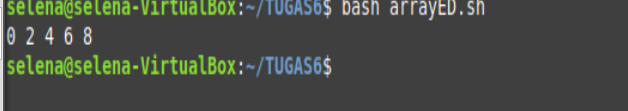 selena@selena-VirtualBox:~/TUGAS6$ bash arrayED.sh
0 2 4 6 8
selena@selena-VirtualBox:~/TUGAS6$